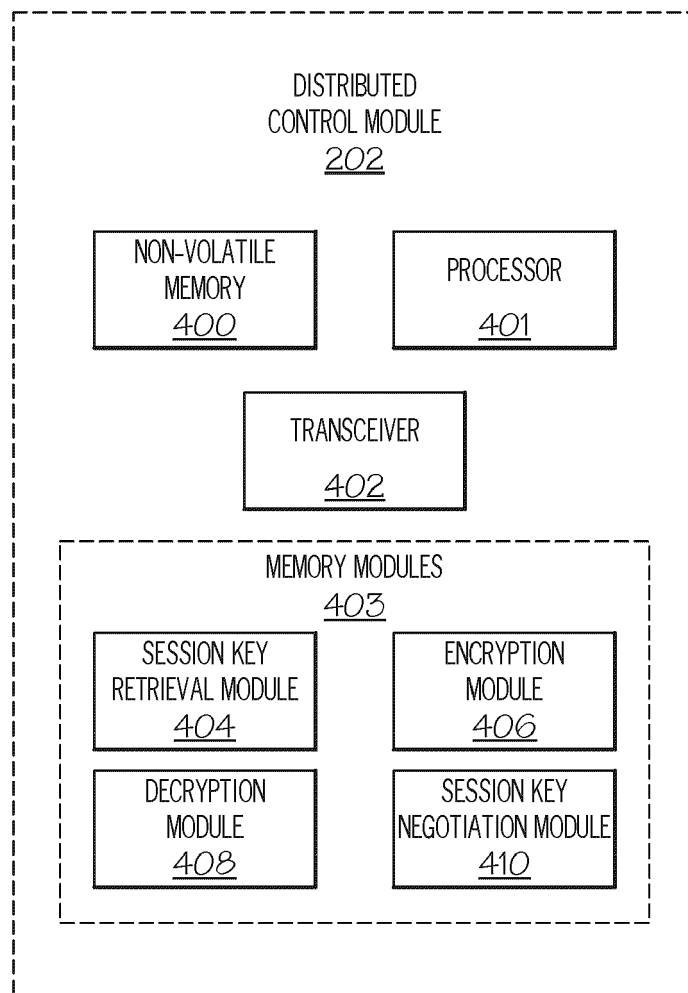 DISTRIBUTED
CONTROL MODULE
202
NON-VOLATILE
MEMORY
400
PROCESSOR
401
TRANSCEIVER
402
MEMORY MODULES
403
SESSION KEY
RETRIEVAL MODULE
404
ENCRYPTION
MODULE
406
DECRYPTION
MODULE
408
SESSION KEY
NEGOTIATION MODULE
410